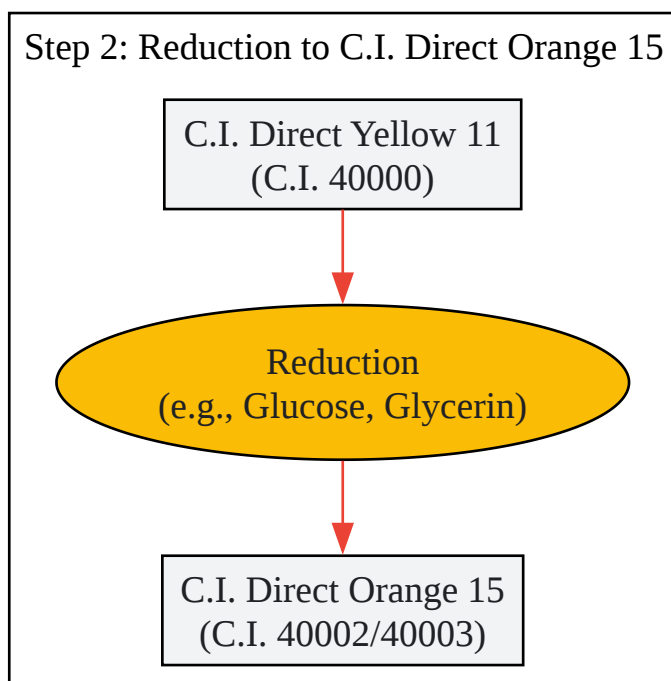 Step 2: Reduction to C.I. Direct Orange 15
C.I. Direct Yellow 11
(C.I. 40000)
Reduction
(e.g., Glucose, Glycerin)
C.I. Direct Orange 15
(C.I. 40002/40003)